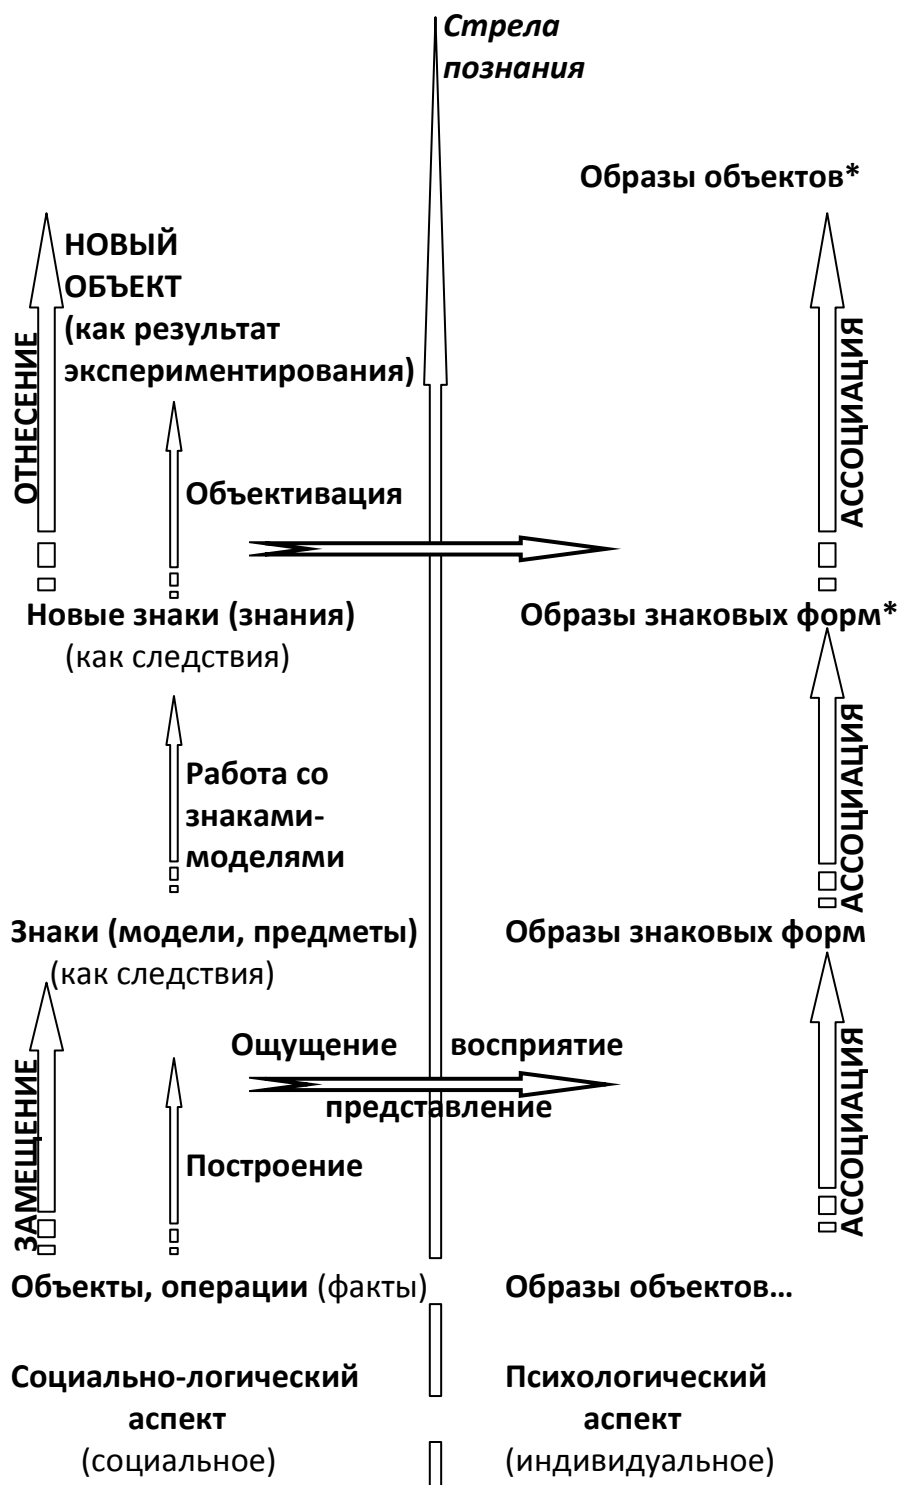 Стрела
познания
Образы объектов*
НОВЫЙ
ОБЪЕКТ
(как результат
экспериментирования)
ОТНЕСЕНИЕ
АССОЦИАЦИЯ
Объективация
Новые знаки (знания)
(как следствия)
Образы знаковых форм*
Работа со
знаками-
моделями
АССОЦИАЦИЯ
Знаки (модели, предметы)
(как следствия)
Образы знаковых форм
Ощущение восприятие
представление
ЗАМЕЩЕНИЕ
Построение
АССОЦИАЦИЯ
Объекты, операции (факты)
Образы объектов...
Социально-логический
аспект
(социальное)
Психологический
аспект
(индивидуальное)